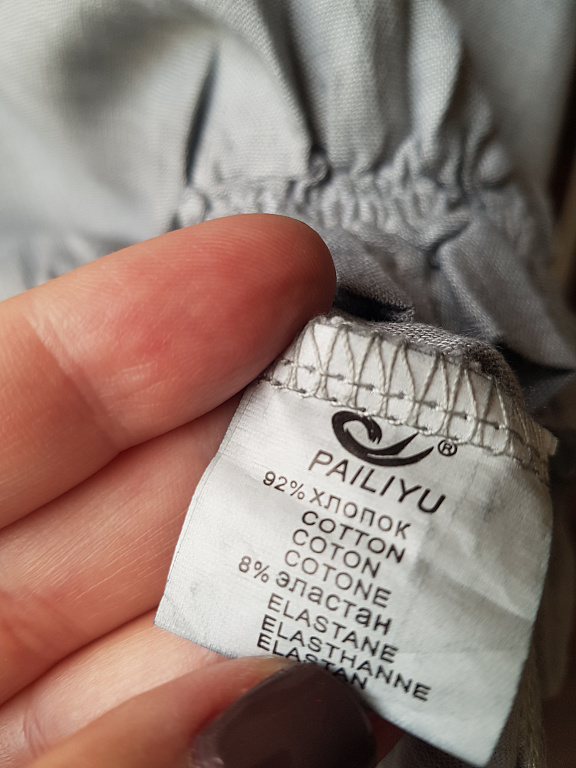 ®
PAILIYU
92% хлопок
COTTON
COTON
COTONE
8% эластан
ELASTANE
ELASTHANNE
ELASTAN